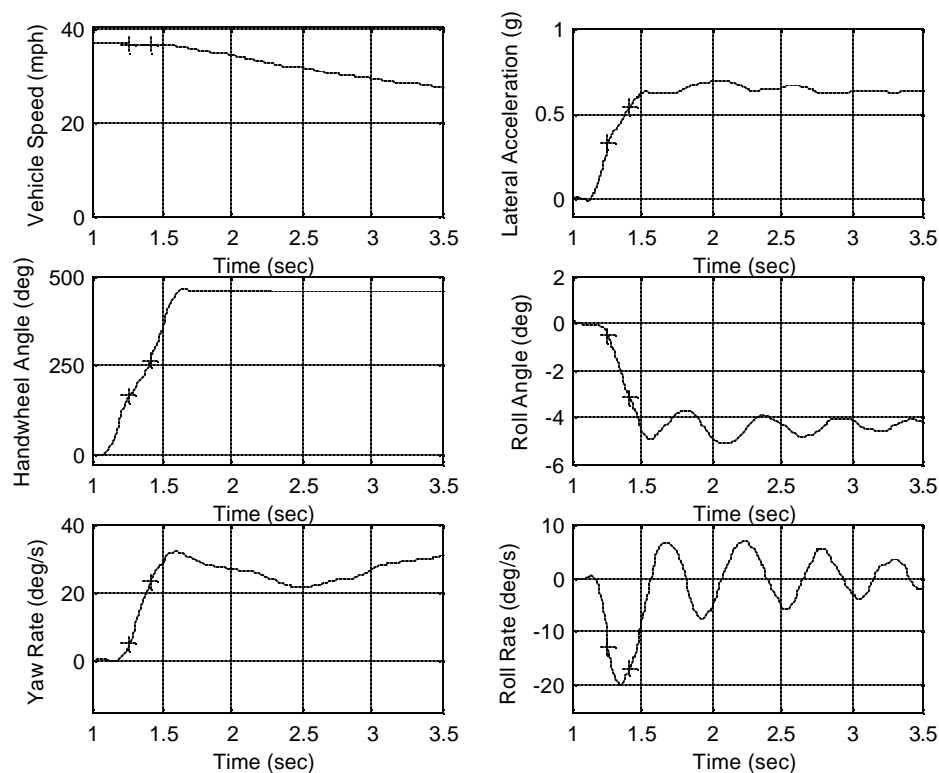 Vehicle Speed (mph)
40
20
0
1 1.5 2 2.5 3 3.5
Time (sec)
Lateral Acceleration (g)
1
0.5
0
1 1.5 2 2.5 3 3.5
Time (sec)
Handwheel Angle (deg)
500
250
0
1 1.5 2 2.5 3 3.5
Time (sec)
Roll Angle (deg)
2
0
-2
-4
-6
1 1.5 2 2.5 3 3.5
Time (sec)
Yaw Rate (deg/s)
40
20
0
1 1.5 2 2.5 3 3.5
Time (sec)
Roll Rate (deg/s)
10
0
-10
-20
1 1.5 2 2.5 3 3.5
Time (sec)